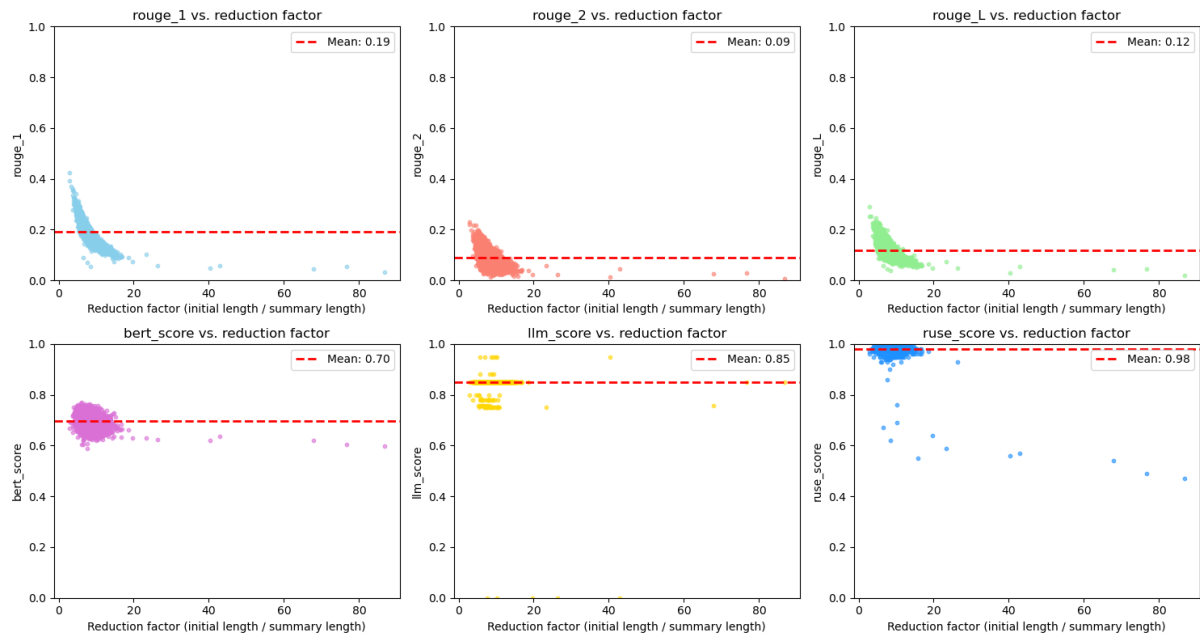 rouge_1 vs. reduction factor
1.0
0.8
0.6
0.4
0.2
0.0
rouge_1
Mean: 0.19
0
20
40
60
80
Reduction factor (initial length / summary length)
rouge_2 vs. reduction factor
1.0
0.8
0.6
0.4
0.2
0.0
rouge_2
Mean: 0.09
0
20
40
60
80
Reduction factor (initial length / summary length)
rouge_L vs. reduction factor
1.0
0.8
0.6
0.4
0.2
0.0
rouge_L
Mean: 0.12
0
20
40
60
80
Reduction factor (initial length / summary length)
bert_score vs. reduction factor
1.0
0.8
0.6
0.4
0.2
0.0
bert_score
Mean: 0.70
0
20
40
60
80
Reduction factor (initial length / summary length)
llm_score vs. reduction factor
1.0
0.8
0.6
0.4
0.2
0.0
llm_score
Mean: 0.85
0
20
40
60
80
Reduction factor (initial length / summary length)
ruse_score vs. reduction factor
1.0
0.8
0.6
0.4
0.2
0.0
ruse_score
Mean: 0.98
0
20
40
60
80
Reduction factor (initial length / summary length)